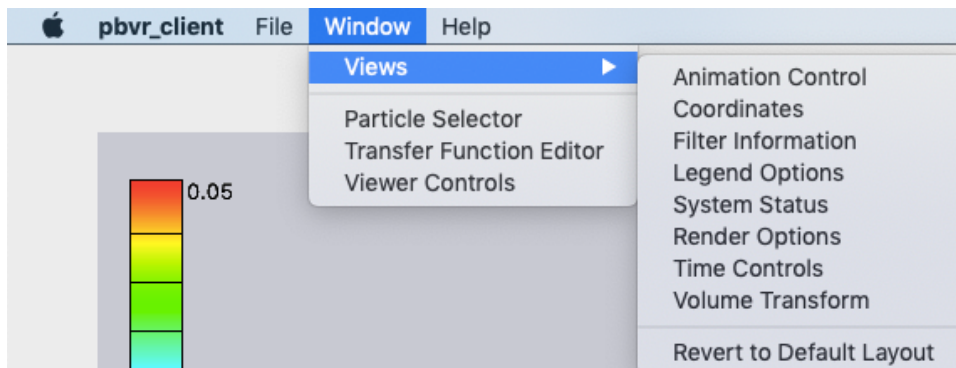 pbvr_client File Window Help
Views
Particle Selector
Transfer Function Editor
Viewer Controls
Animation Control
Coordinates
Filter Information
Legend Options
System Status
Render Options
Time Controls
Volume Transform
Revert to Default Layout
0.05